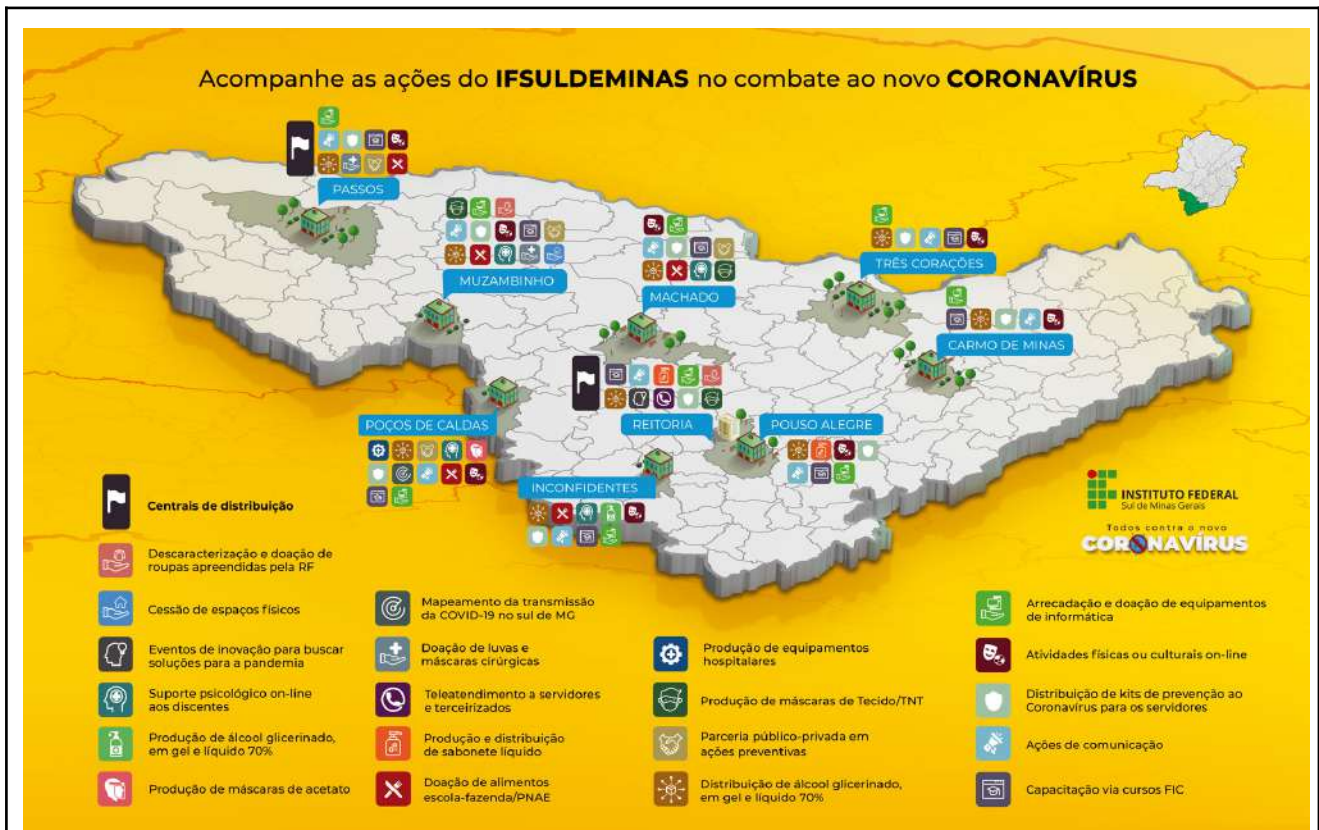 Acompanhe as ações do IFSULDEMINAS no combate ao novo CORONAVÍRUS
PASSOS
MUZAMBINHO
MACHADO
TRÊS CORAÇÕES
CARMO DE MINAS
POÇOS DE CALDAS
REITORIA
POUSO ALEGRE
INCONFIDENTES
INSTITUTO FEDERAL
Sul de Minas Gerais
Todos contra o novo
CORONAVÍRUS
Centrais de distribuição
Descaracterização e doação de
roupas apreendidas pela RF
Cessão de espaços físicos
Eventos de inovação para buscar
soluções para a pandemia
Suporte psicológico on-line
aos discentes
Produção de álcool glicerinado,
em gel e líquido 70%
Produção de máscaras de acetato
Mapeamento da transmissão
da COVID-19 no sul de MG
Doação de luvas e
máscaras cirúrgicas
Teleatendimento a servidores
e terceirizados
Produção e distribuição
de sabonete líquido
Doação de alimentos
escola-fazenda/PNAE
Produção de equipamentos
hospitalares
Produção de máscaras de Tecido/TNT
Parceria público-privada em
ações preventivas
Distribuição de álcool glicerinado,
em gel e líquido 70%
Arrecadação e doação de equipamentos
de informática
Atividades físicas ou culturais on-line
Distribuição de kits de prevenção ao
Coronavírus para os servidores
Ações de comunicação
Capacitação via cursos FIC